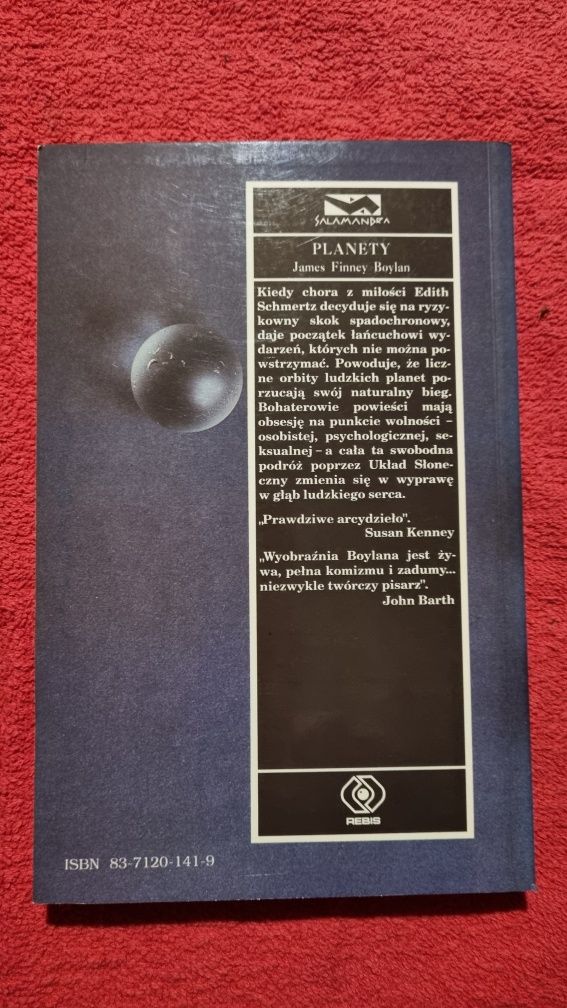 SALAMANDRA
PLANETY
James Finney Boylan
Kiedy chora z miłości Edith
Schmertz decyduje się na ryzy-
kowny skok spadochronowy,
daje początek łańcuchowi wy-
darzeń, których nie można po-
wstrzymać. Powoduje, że licz-
ne orbity ludzkich planet po-
rzucają swój naturalny bieg.
Bohaterowie powieści mają
obsesję na punkcie wolności –
osobistej, psychologicznej, se-
ksualnej – a cała ta swobodna
podróż poprzez Układ Słone-
czny zmienia się w wyprawę
w głąb ludzkiego serca.
„Prawdziwe arcydzieło".
Susan Kenney
„Wyobraźnia Boylana jest ży-
wa, pełna komizmu i zadumy...
niezwykle twórczy pisarz".
John Barth
REBIS
ISBN 83-7120-141-9